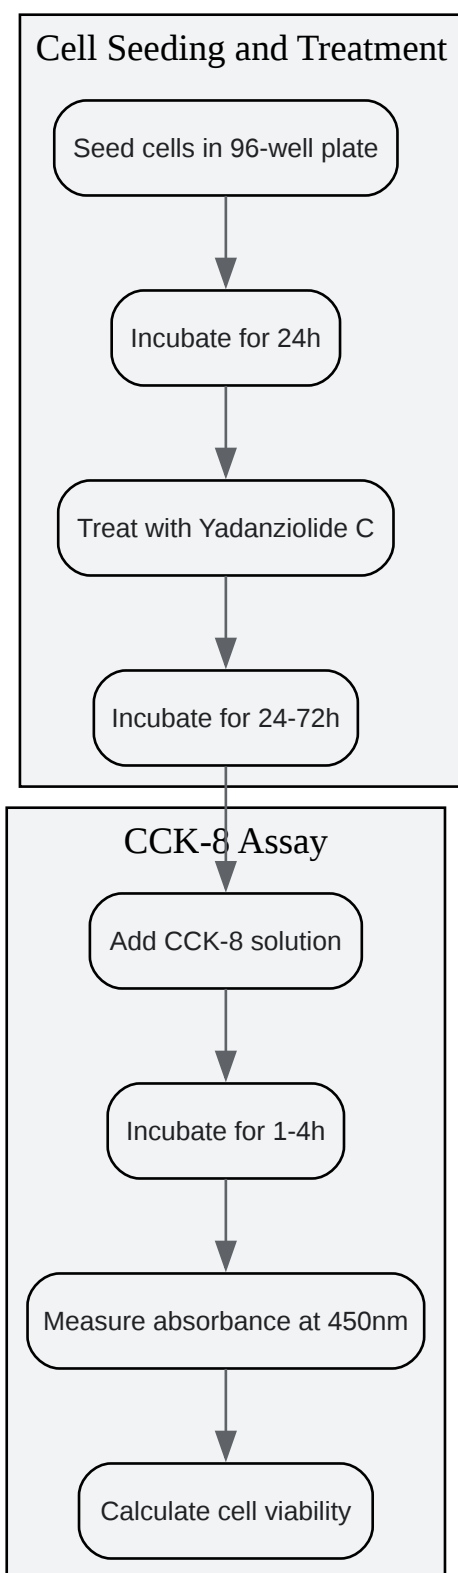 Cell Seeding and Treatment
Seed cells in 96-well plate
Incubate for 24h
Treat with Yadanziolide C
Incubate for 24-72h
CCK-8 Assay
Add CCK-8 solution
Incubate for 1-4h
Measure absorbance at 450nm
Calculate cell viability